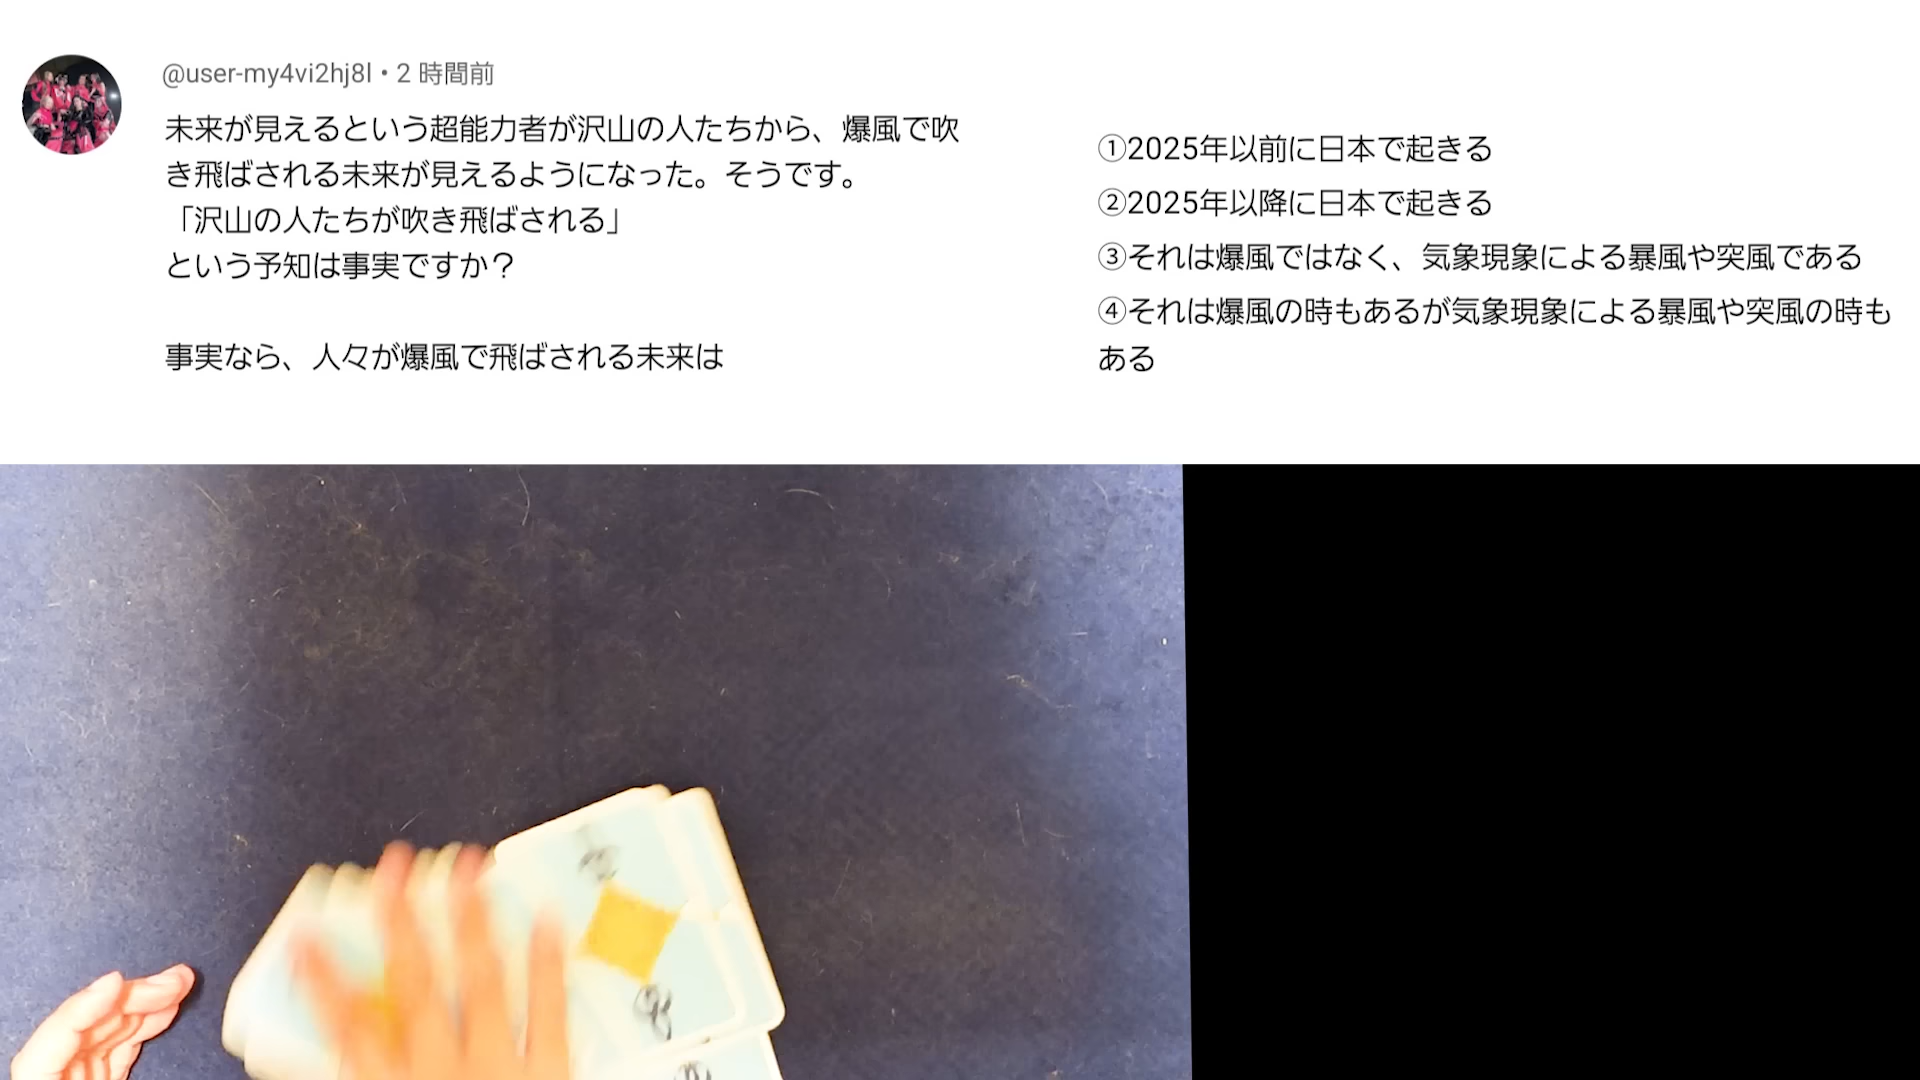 @user-my4vi2hj8l • 2 時間前
未来が見えるという超能力者が沢山の人たちから、爆風で吹
き飛ばされる未来が見えるようになった。そうです。
「沢山の人たちが吹き飛ばされる」
という予知は事実ですか？
事実なら、人々が爆風で飛ばされる未来は
①2025年以前に日本で起きる
②2025年以降に日本で起きる
③それは爆風ではなく、気象現象による暴風や突風である
④それは爆風の時もあるが気象現象による暴風や突風の時も
ある